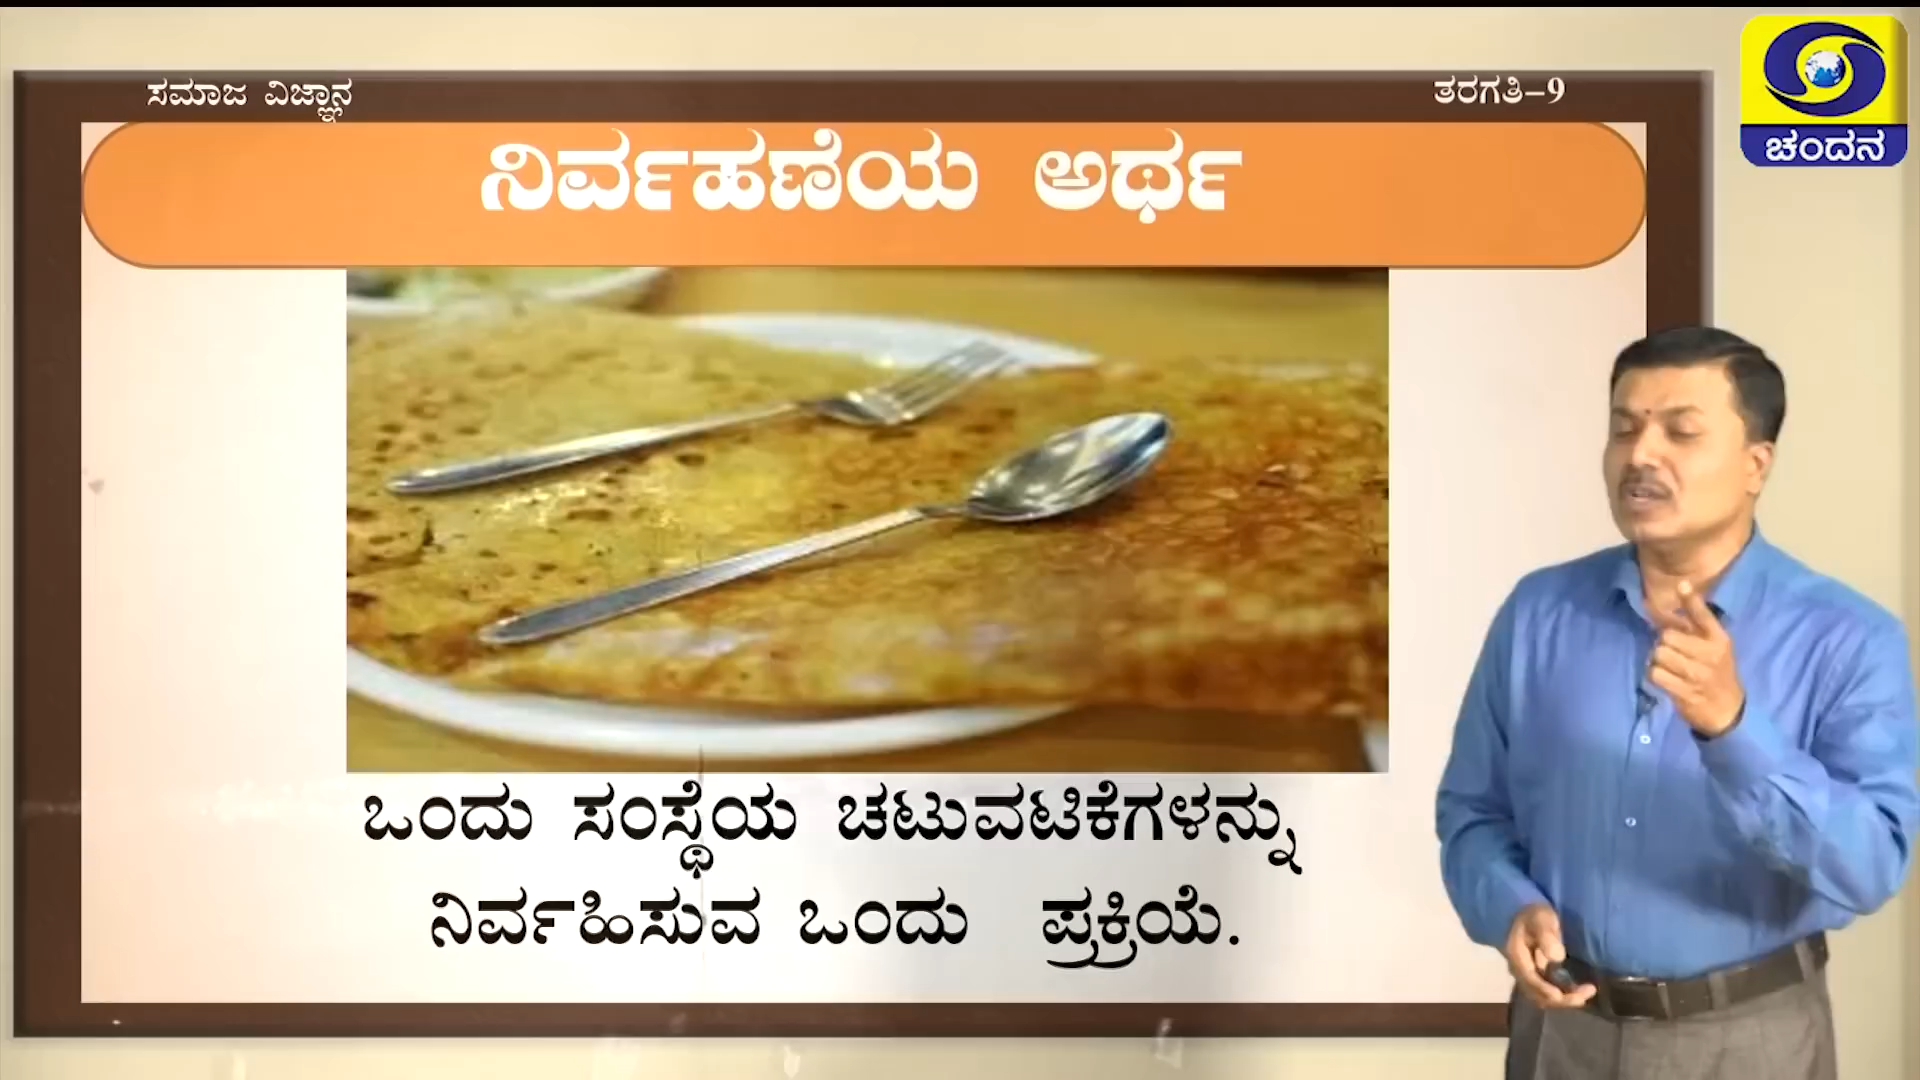 ಸಮಾಜ ವಿಜ್ಞಾನ
ತರಗತಿ–9
ಚಂದನ
ನಿರ್ವಹಣೆಯ ಅರ್ಥ
ಒಂದು ಸಂಸ್ಥೆಯ ಚಟುವಟಿಕೆಗಳನ್ನು
ನಿರ್ವಹಿಸುವ ಒಂದು ಪ್ರಕ್ರಿಯೆ.